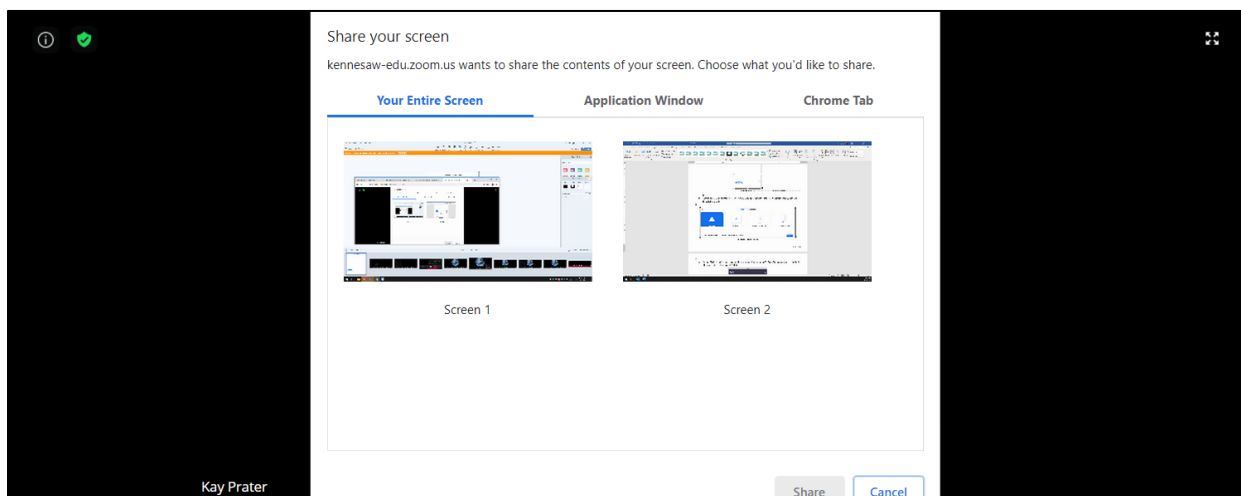 Share your screen
kennesaw-edu.zoom.us wants to share the contents of your screen. Choose what you'd like to share.
Your Entire Screen Application Window Chrome Tab
Screen 1 Screen 2
Kay Prater
Share Cancel